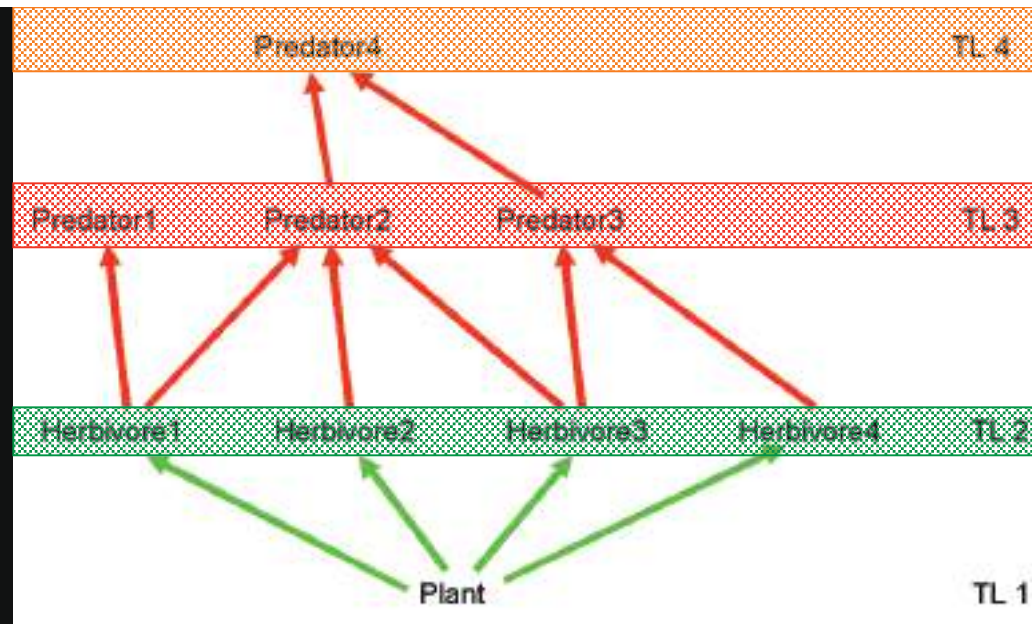 Predator4 TL 4
Predator1 Predator2 Predator3 TL 3
Herbivore1 Herbivore2 Herbivore3 Herbivore4 TL 2
Plant TL 1